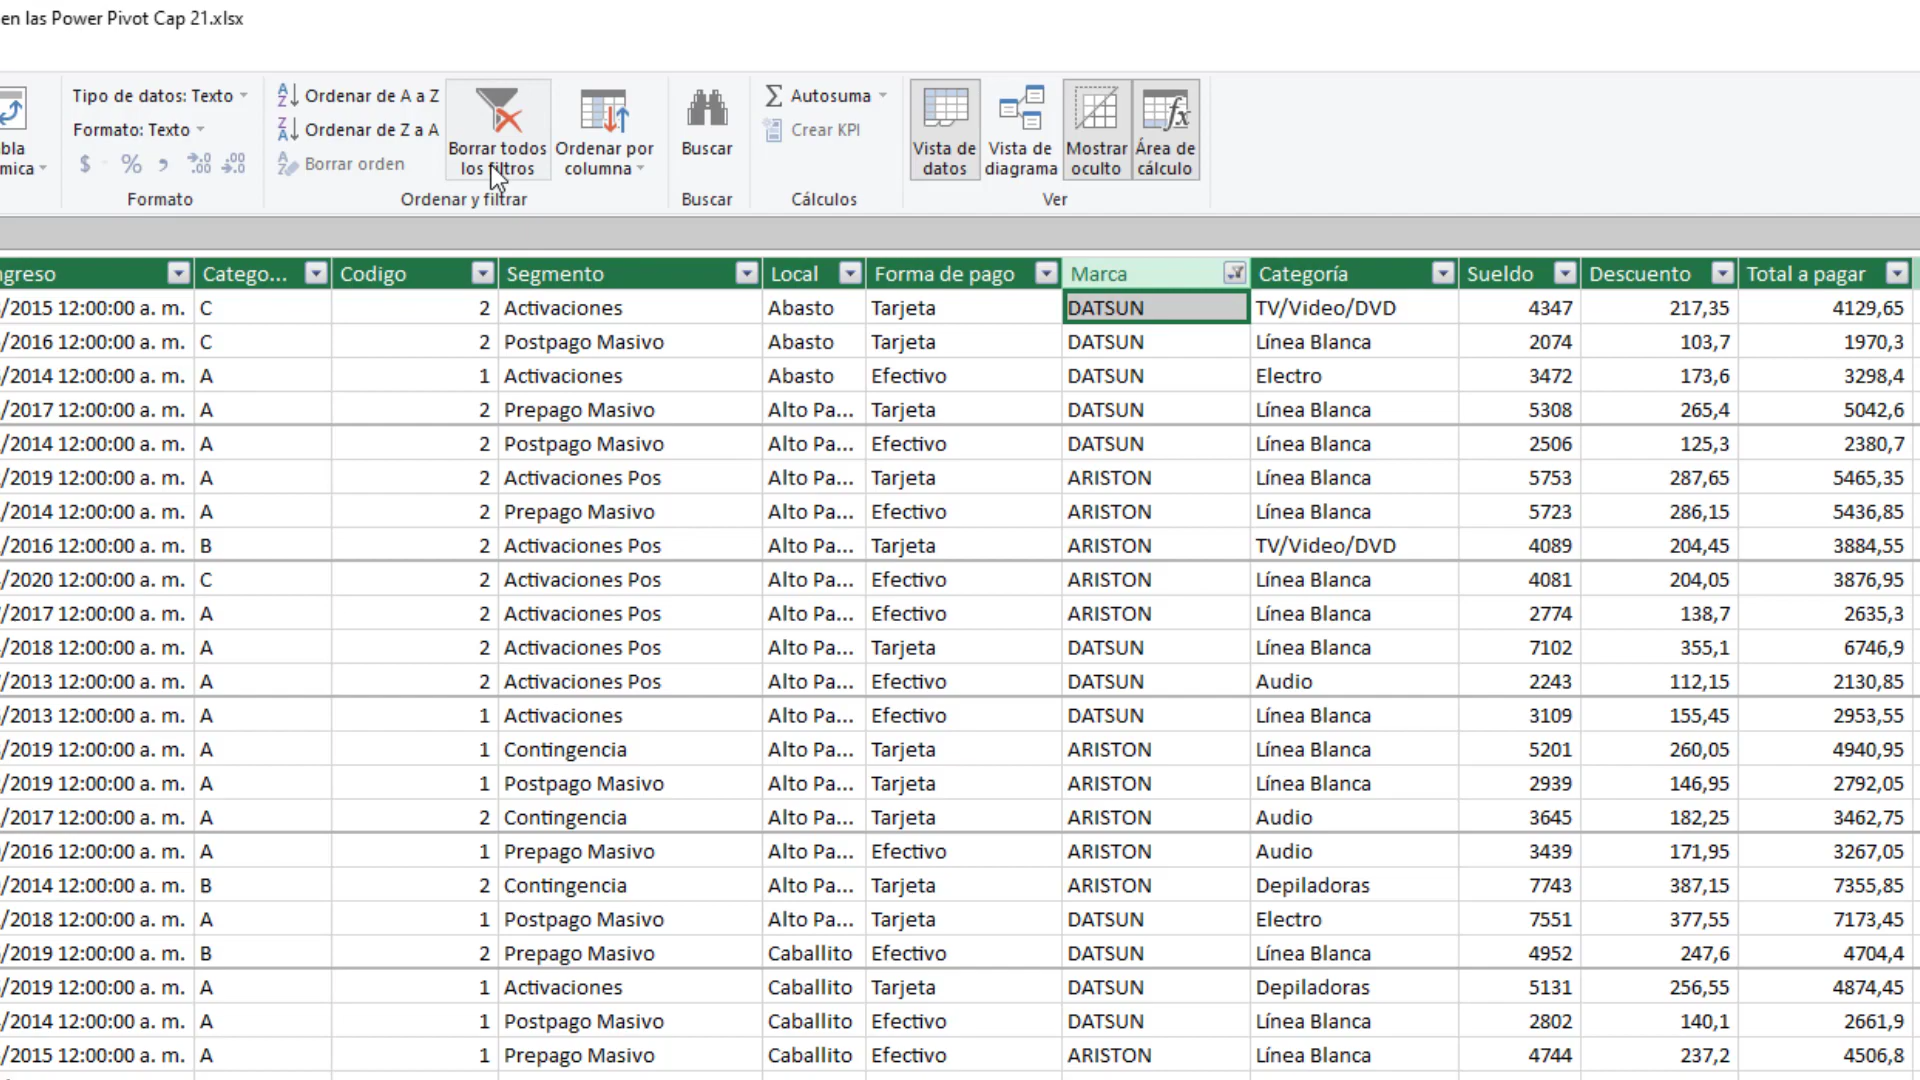 en las Power Pivot Cap 21.xlsx
Tipo de datos: Texto
Formato: Texto
$ % , ,0 ,00
Formato
Ordenar de A a Z
Ordenar de Z a A
Borrar orden
Borrar todos los filtros
Ordenar por columna
Ordenar y filtrar
Buscar
Buscar
Autosuma
Crear KPI
Cálculos
Vista de datos
Vista de diagrama
Mostrar oculto
Área de cálculo
Ver
greso Catego... Codigo Segmento Local Forma de pago Marca Categoría Sueldo Descuento Total a pagar
/2015 12:00:00 a. m. C 2 Activaciones Abasto Tarjeta DATSUN TV/Video/DVD 4347 217,35 4129,65
/2016 12:00:00 a. m. C 2 Postpago Masivo Abasto Tarjeta DATSUN Línea Blanca 2074 103,7 1970,3
/2014 12:00:00 a. m. A 1 Activaciones Abasto Efectivo DATSUN Electro 3472 173,6 3298,4
/2017 12:00:00 a. m. A 2 Prepago Masivo Alto Pa... Tarjeta DATSUN Línea Blanca 5308 265,4 5042,6
/2014 12:00:00 a. m. A 2 Postpago Masivo Alto Pa... Efectivo DATSUN Línea Blanca 2506 125,3 2380,7
/2019 12:00:00 a. m. A 2 Activaciones Pos Alto Pa... Tarjeta ARISTON Línea Blanca 5753 287,65 5465,35
/2014 12:00:00 a. m. A 2 Prepago Masivo Alto Pa... Efectivo ARISTON Línea Blanca 5723 286,15 5436,85
/2016 12:00:00 a. m. B 2 Activaciones Pos Alto Pa... Tarjeta ARISTON TV/Video/DVD 4089 204,45 3884,55
/2020 12:00:00 a. m. C 2 Activaciones Pos Alto Pa... Efectivo ARISTON Línea Blanca 4081 204,05 3876,95
/2017 12:00:00 a. m. A 2 Activaciones Pos Alto Pa... Efectivo ARISTON Línea Blanca 2774 138,7 2635,3
/2018 12:00:00 a. m. A 2 Activaciones Pos Alto Pa... Tarjeta DATSUN Línea Blanca 7102 355,1 6746,9
/2013 12:00:00 a. m. A 2 Activaciones Pos Alto Pa... Efectivo DATSUN Audio 2243 112,15 2130,85
/2013 12:00:00 a. m. A 1 Activaciones Alto Pa... Efectivo DATSUN Línea Blanca 3109 155,45 2953,55
/2019 12:00:00 a. m. A 1 Contingencia Alto Pa... Tarjeta ARISTON Línea Blanca 5201 260,05 4940,95
/2019 12:00:00 a. m. A 1 Postpago Masivo Alto Pa... Tarjeta ARISTON Línea Blanca 2939 146,95 2792,05
/2017 12:00:00 a. m. A 2 Contingencia Alto Pa... Tarjeta ARISTON Audio 3645 182,25 3462,75
/2016 12:00:00 a. m. A 1 Prepago Masivo Alto Pa... Efectivo ARISTON Audio 3439 171,95 3267,05
/2014 12:00:00 a. m. B 2 Contingencia Alto Pa... Tarjeta ARISTON Depiladoras 7743 387,15 7355,85
/2018 12:00:00 a. m. A 1 Postpago Masivo Alto Pa... Tarjeta DATSUN Electro 7551 377,55 7173,45
/2019 12:00:00 a. m. B 2 Prepago Masivo Caballito Efectivo DATSUN Línea Blanca 4952 247,6 4704,4
/2019 12:00:00 a. m. A 1 Activaciones Caballito Tarjeta DATSUN Depiladoras 5131 256,55 4874,45
/2014 12:00:00 a. m. A 1 Postpago Masivo Caballito Efectivo DATSUN Línea Blanca 2802 140,1 2661,9
/2015 12:00:00 a. m. A 1 Prepago Masivo Caballito Efectivo ARISTON Línea Blanca 4744 237,2 4506,8